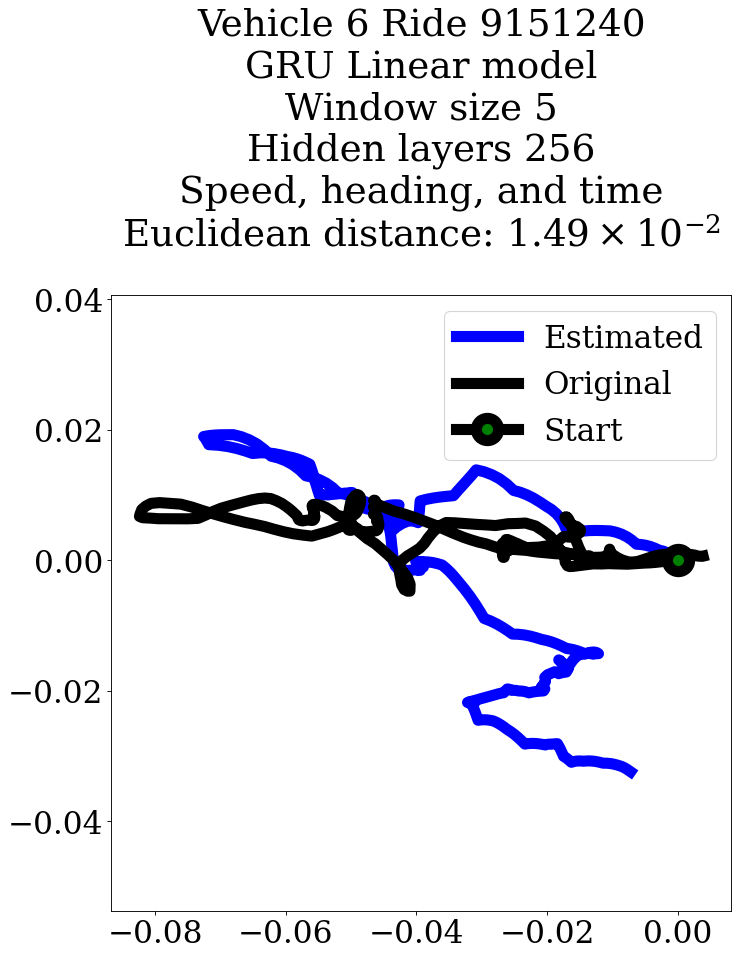 Vehicle 6 Ride 9151240
GRU Linear model
Window size 5
Hidden layers 256
Speed, heading, and time
Euclidean distance: 1.49 × 10⁻²
Estimated
Original
Start
0.04
0.02
0.00
−0.02
−0.04
−0.08 −0.06 −0.04 −0.02 0.00